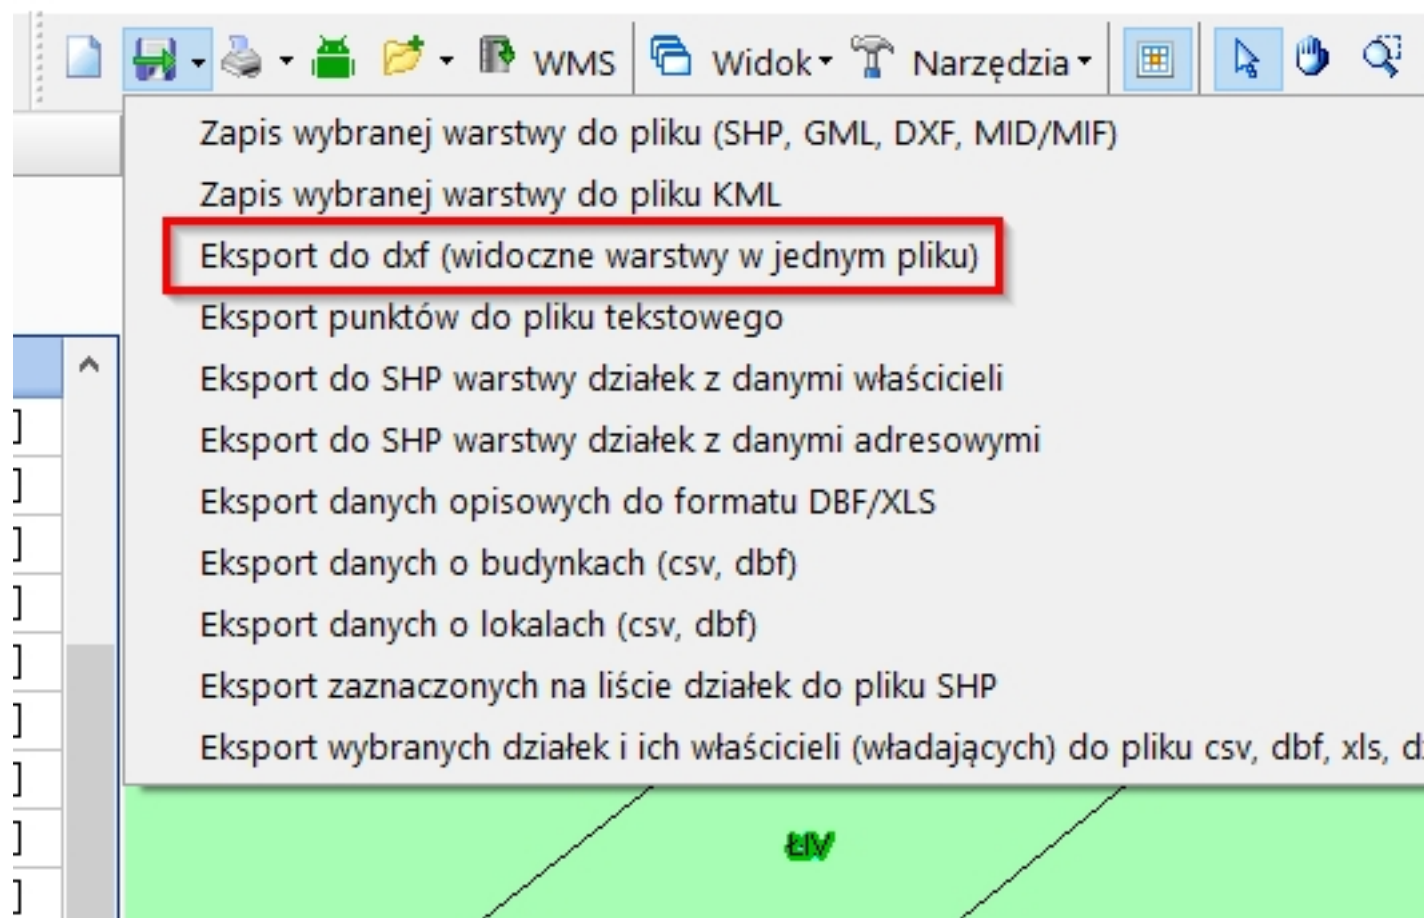 WMS Widok Narzędzia
Zapis wybranej warstwy do pliku (SHP, GML, DXF, MID/MIF)
Zapis wybranej warstwy do pliku KML
Eksport do dxf (widoczne warstwy w jednym pliku)
Eksport punktów do pliku tekstowego
Eksport do SHP warstwy działek z danymi właścicieli
Eksport do SHP warstwy działek z danymi adresowymi
Eksport danych opisowych do formatu DBF/XLS
Eksport danych o budynkach (csv, dbf)
Eksport danych o lokalach (csv, dbf)
Eksport zaznaczonych na liście działek do pliku SHP
Eksport wybranych działek i ich właścicieli (władających) do pliku csv, dbf, xls,
ŁIV